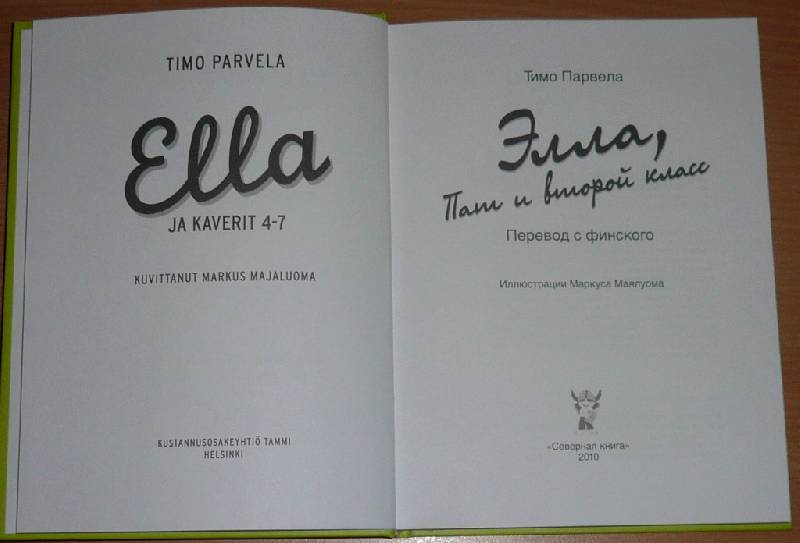 TIMO PARVELA
Ella
JA KAVERIT 4-7
KUVITTANUT MARKUS MAJALUOMA
KUSTANNUSOSAKEYHTIÖ TAMMI
HELSINKI
Тимо Парвела
Элла,
Пат и второй класс
Перевод с финского
Иллюстрации Маркуса Маялуома
«Северная книга»
2010